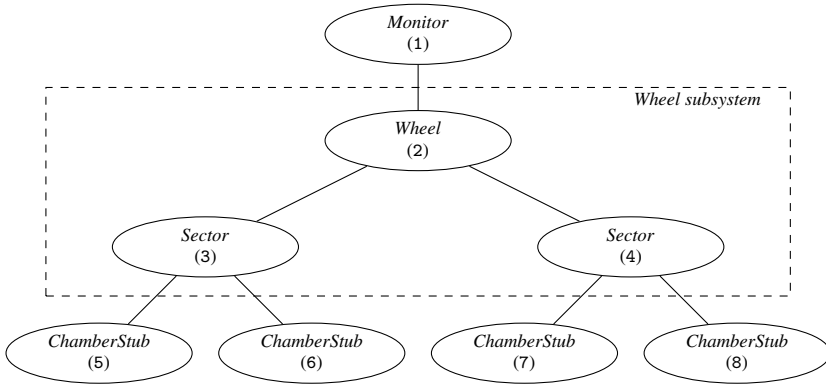 Monitor
(1)
Wheel subsystem
Wheel
(2)
Sector
(3)
Sector
(4)
ChamberStub
(5)
ChamberStub
(6)
ChamberStub
(7)
ChamberStub
(8)